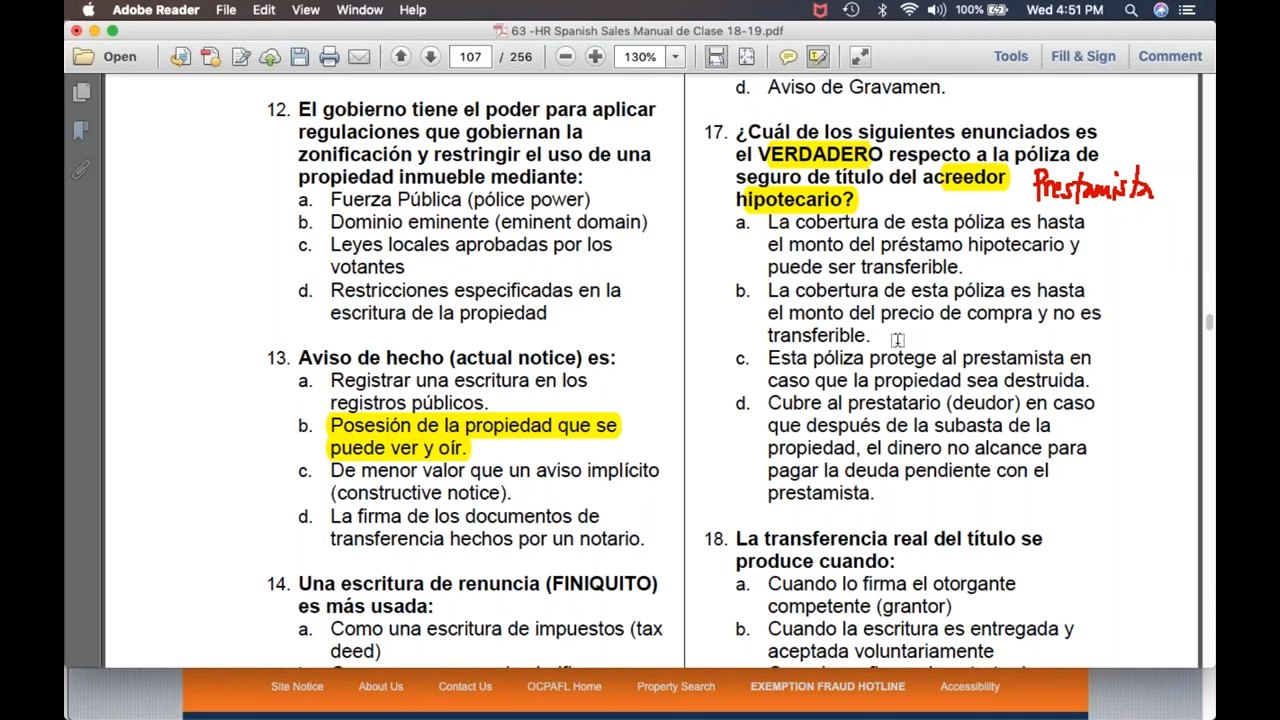 Adobe Reader File Edit View Window Help 100% Wed 4:51 PM
63 -HR Spanish Sales Manual de Clase 18-19.pdf
Open 107 / 256 130% Tools Fill & Sign Comment
12. El gobierno tiene el poder para aplicar
regulaciones que gobiernan la
zonificación y restringir el uso de una
propiedad inmueble mediante:
a. Fuerza Pública (pólice power)
b. Dominio eminente (eminent domain)
c. Leyes locales aprobadas por los
votantes
d. Restricciones especificadas en la
escritura de la propiedad
13. Aviso de hecho (actual notice) es:
a. Registrar una escritura en los
registros públicos.
b. Posesión de la propiedad que se
puede ver y oír.
c. De menor valor que un aviso implícito
(constructive notice).
d. La firma de los documentos de
transferencia hechos por un notario.
14. Una escritura de renuncia (FINIQUITO)
es más usada:
a. Como una escritura de impuestos (tax
deed)
d. Aviso de Gravamen.
17. ¿Cuál de los siguientes enunciados es
el VERDADERO respecto a la póliza de
seguro de título del acreedor
hipotecario?
Prestamista
a. La cobertura de esta póliza es hasta
el monto del préstamo hipotecario y
puede ser transferible.
b. La cobertura de esta póliza es hasta
el monto del precio de compra y no es
transferible.
c. Esta póliza protege al prestamista en
caso que la propiedad sea destruida.
d. Cubre al prestatario (deudor) en caso
que después de la subasta de la
propiedad, el dinero no alcance para
pagar la deuda pendiente con el
prestamista.
18. La transferencia real del título se
produce cuando:
a. Cuando lo firma el otorgante
competente (grantor)
b. Cuando la escritura es entregada y
aceptada voluntariamente
Site Notice About Us Contact Us OCPAFL Home Property Search EXEMPTION FRAUD HOTLINE Accessibility